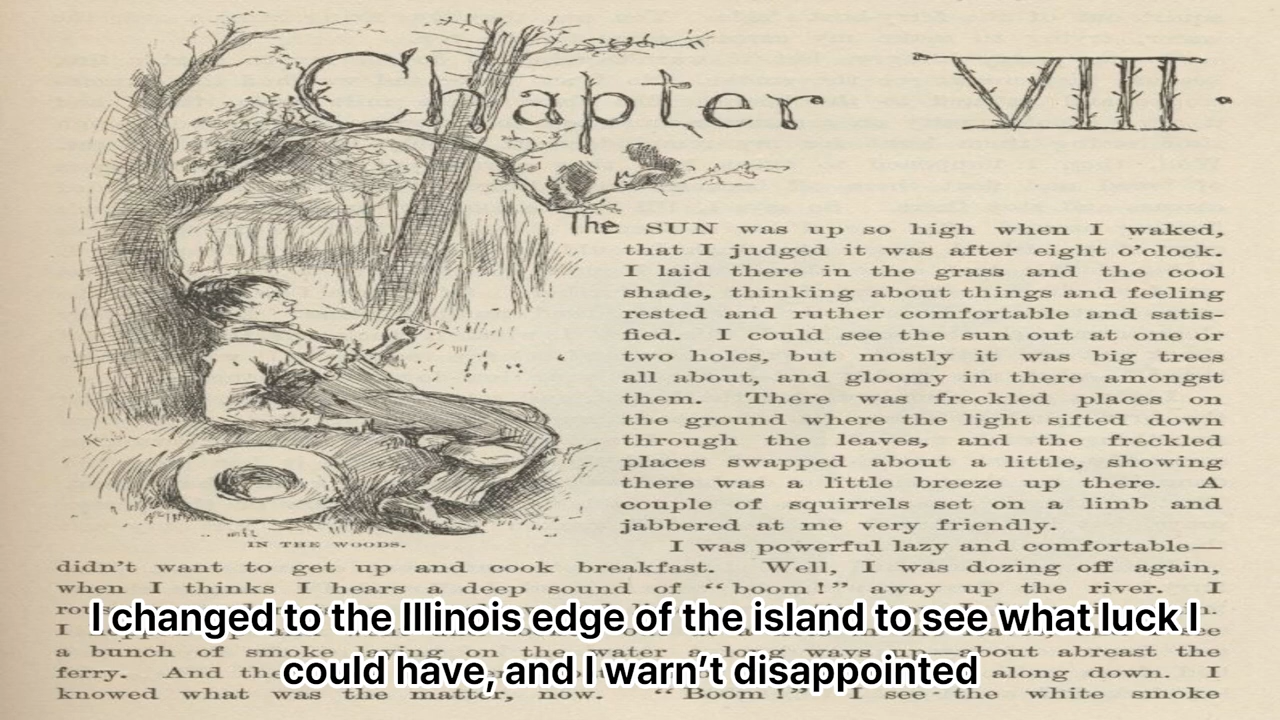 Chapter VIII.
The SUN was up so high when I waked,
that I judged it was after eight o'clock.
I laid there in the grass and the cool
shade, thinking about things and feeling
rested and ruther comfortable and satis-
fied. I could see the sun out at one or
two holes, but mostly it was big trees
all about, and gloomy in there amongst
them. There was freckled places on
the ground where the light sifted down
through the leaves, and the freckled
places swapped about a little, showing
there was a little breeze up there. A
couple of squirrels set on a limb and
jabbered at me very friendly.
IN THE WOODS.
I was powerful lazy and comfortable—
didn't want to get up and cook breakfast. Well, I was dozing off again,
when I thinks I hears a deep sound of "boom!" away up the river. I
I changed to the Illinois edge of the island to see what luck I
could have, and I warn't disappointed
a bunch of smoke laying on the water a long ways up—about abreast the
ferry. And the along down. I
knowed what was the matter, now. "Boom!" I see the white smoke